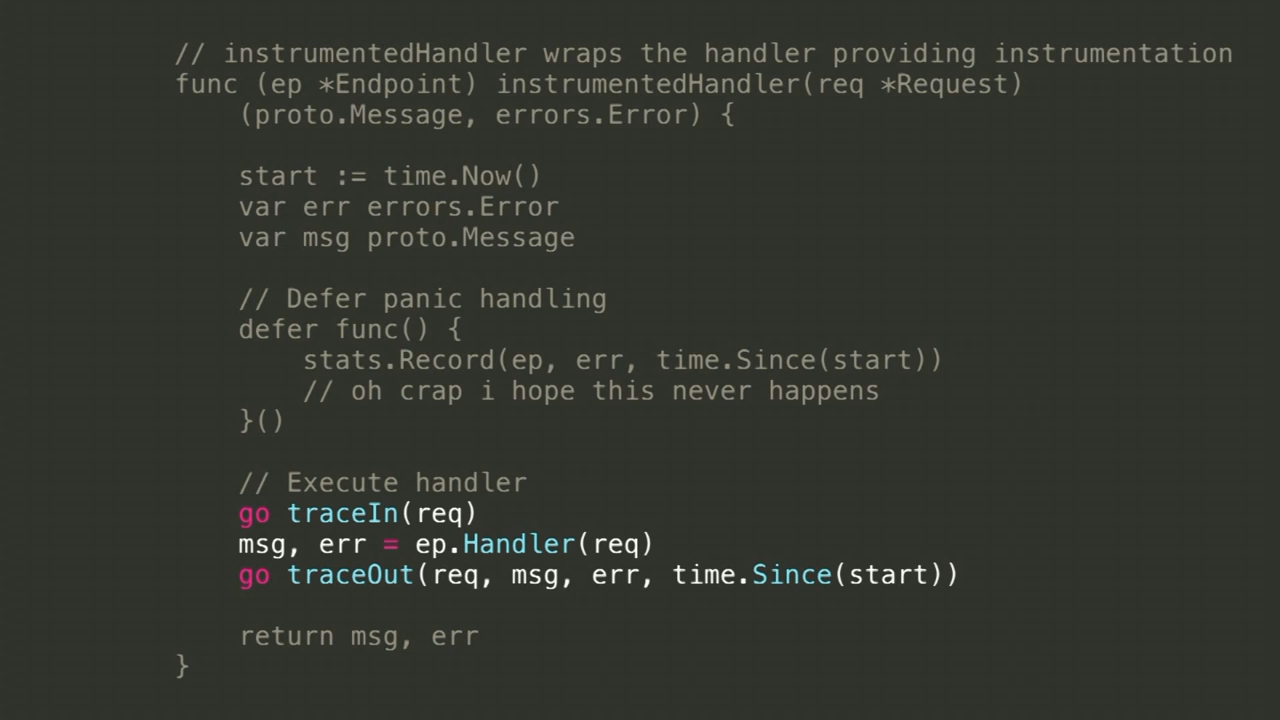 // instrumentedHandler wraps the handler providing instrumentation
func (ep *Endpoint) instrumentedHandler(req *Request)
    (proto.Message, errors.Error) {

    start := time.Now()
    var err errors.Error
    var msg proto.Message

    // Defer panic handling
    defer func() {
        stats.Record(ep, err, time.Since(start))
        // oh crap i hope this never happens
    }()

    // Execute handler
    go traceIn(req)
    msg, err = ep.Handler(req)
    go traceOut(req, msg, err, time.Since(start))

    return msg, err
}